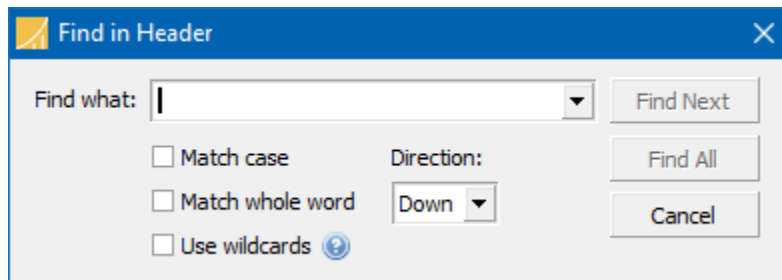 Find in Header
Find what:
Find Next
Match case
Direction:
Find All
Match whole word
Down
Cancel
Use wildcards ?